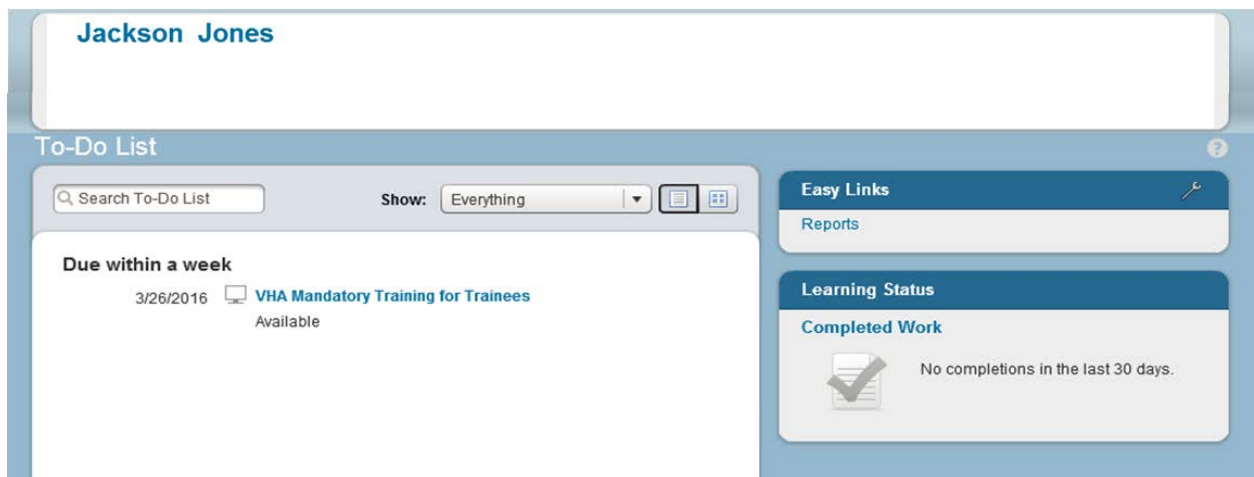 Jackson Jones
To-Do List
?
Search To-Do List
Show: Everything
Due within a week
3/26/2016 VHA Mandatory Training for Trainees
Available
Easy Links
Reports
Learning Status
Completed Work
No completions in the last 30 days.